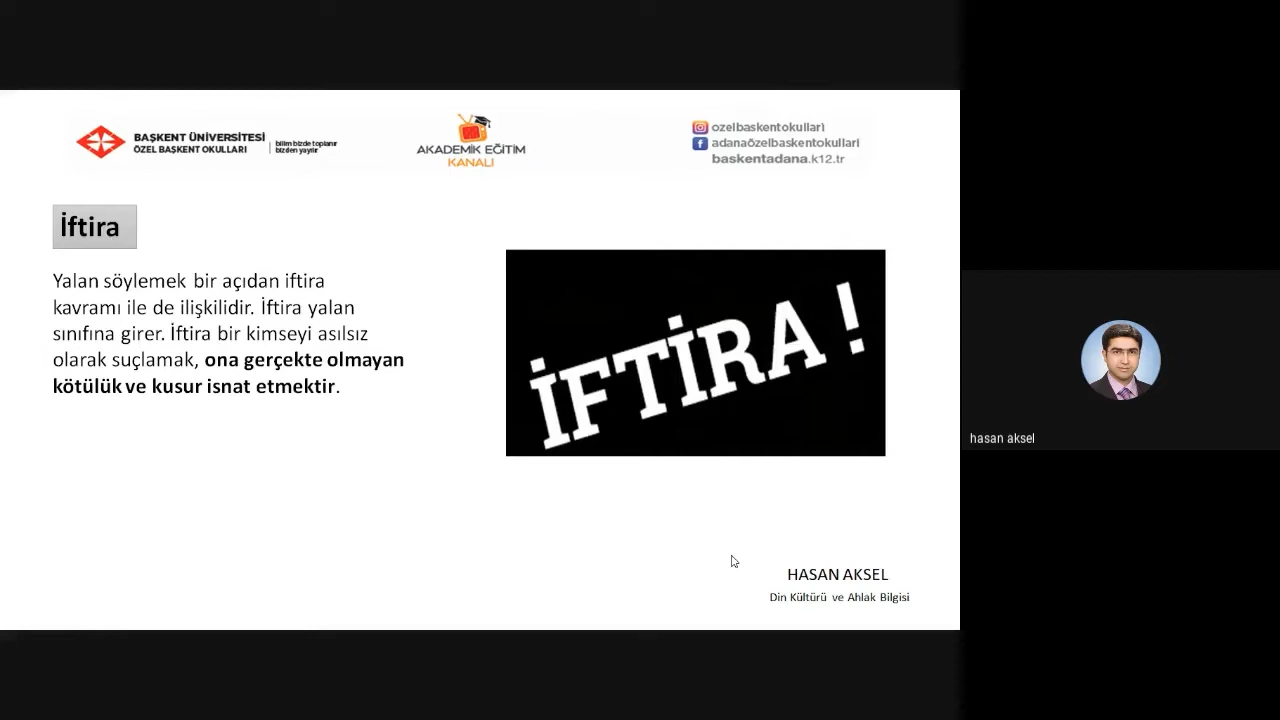 BAŞKENT ÜNİVERSİTESİ
ÖZEL BAŞKENT OKULLARI
bilim bizde toplanır
bizden yayılır
AKADEMİK EĞİTİM
KANALI
ozelbaskentokullari
adanaözelbaskentokullari
baskentadana.k12.tr
İftira
Yalan söylemek bir açıdan iftira
kavramı ile de ilişkilidir. İftira yalan
sınıfına girer. İftira bir kimseyi asılsız
olarak suçlamak, ona gerçekte olmayan
kötülük ve kusur isnat etmektir.
İFTİRA !
HASAN AKSEL
Din Kültürü ve Ahlak Bilgisi
hasan aksel